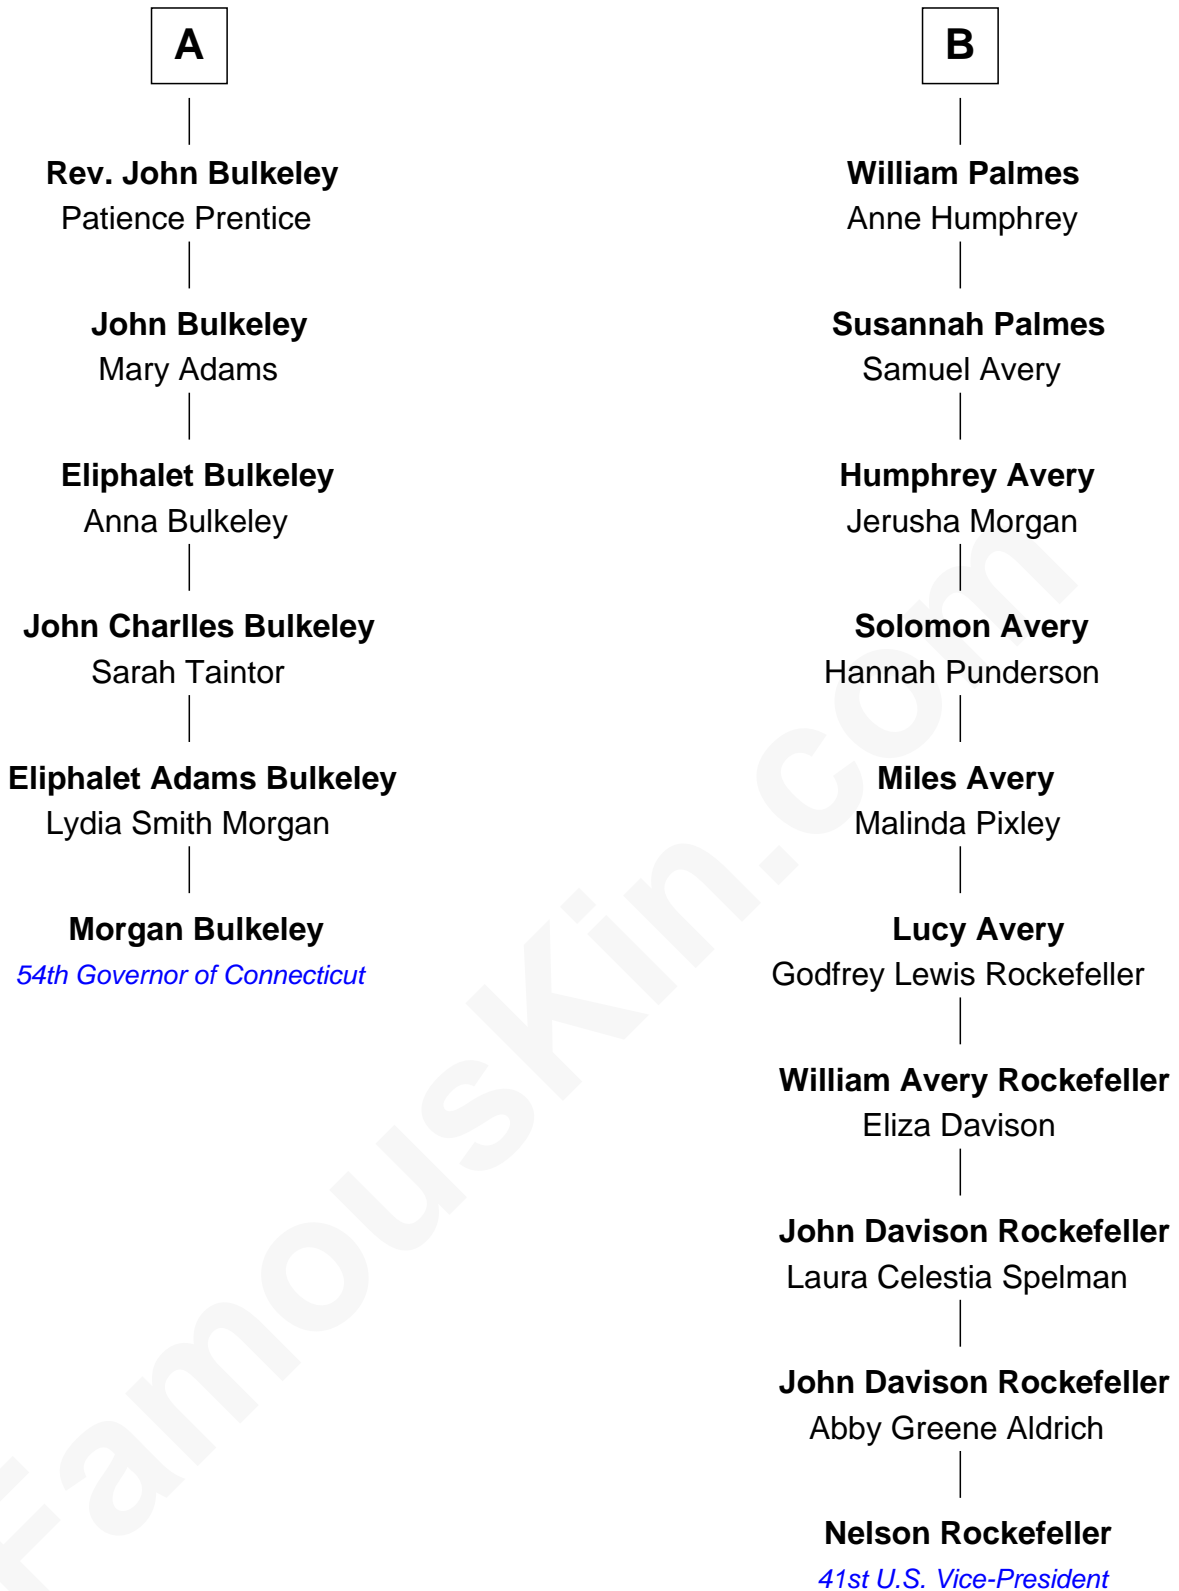 A
Rev. John Bulkeley
Patience Prentice
John Bulkeley
Mary Adams
Eliphalet Bulkeley
Anna Bulkeley
John Charlles Bulkeley
Sarah Taintor
Eliphalet Adams Bulkeley
Lydia Smith Morgan
Morgan Bulkeley
54th Governor of Connecticut
B
William Palmes
Anne Humphrey
Susannah Palmes
Samuel Avery
Humphrey Avery
Jerusha Morgan
Solomon Avery
Hannah Punderson
Miles Avery
Malinda Pixley
Lucy Avery
Godfrey Lewis Rockefeller
William Avery Rockefeller
Eliza Davison
John Davison Rockefeller
Laura Celestia Spelman
John Davison Rockefeller
Abby Greene Aldrich
Nelson Rockefeller
41st U.S. Vice-President
FamousKin.com